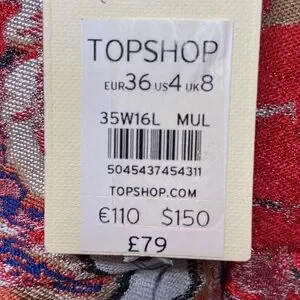 TOPSHOP
EUR36 US4 UK8
35W16L MUL
5045437454311
TOPSHOP.COM
€110 $150
£79